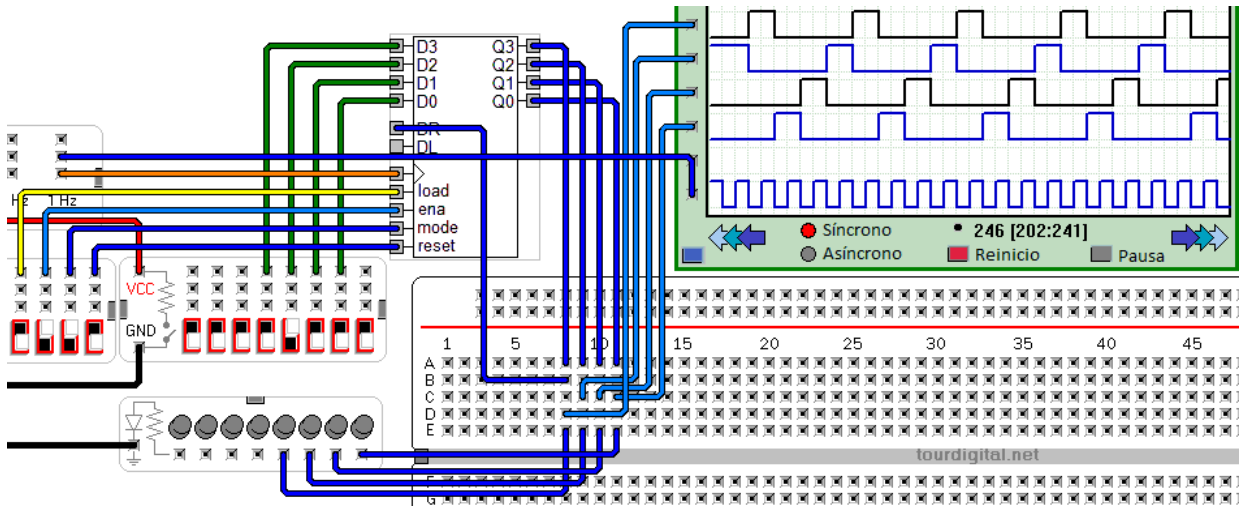 D3 Q3
D2 Q2
D1 Q1
D0 Q0
DR
DL
load
ena
mode
reset
Hz 1 Hz
VCC
GND
Síncrono
246 [202:241]
Asíncrono
Reinicio
Pausa
1 5 10 15 20 25 30 35 40 45
A
B
C
D
E
tourdigital.net
F
G